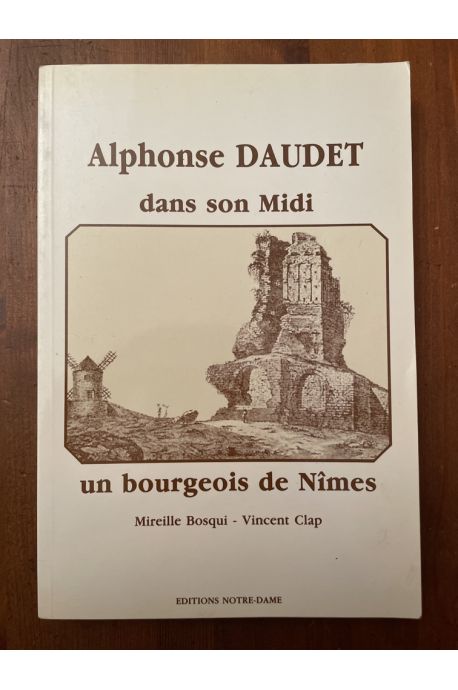 Alphonse DAUDET
dans son Midi
un bourgeois de Nîmes
Mireille Bosqui - Vincent Clap
EDITIONS NOTRE-DAME